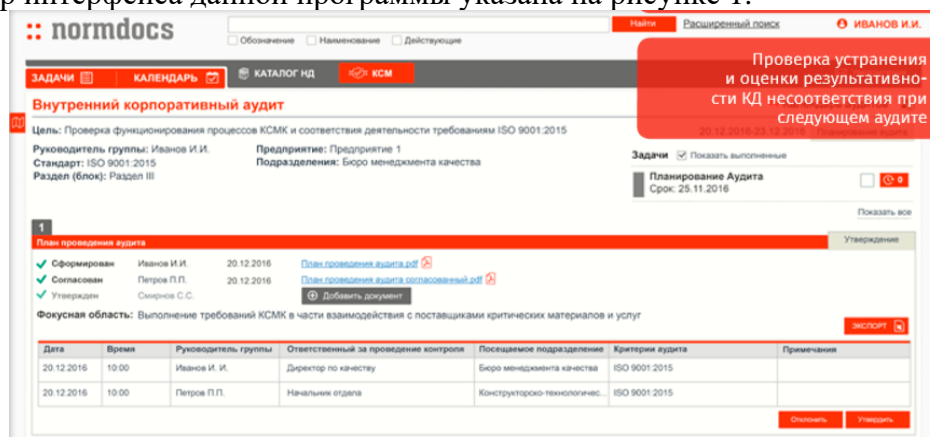 р интерфейса данной программы указана на рисунке 1.
:: normdocs
Найти Расширенный поиск ИВАНОВ И.И.
Обозначение Наименование Действующие
ЗАДАЧИ КАЛЕНДАРЬ КАТАЛОГ НД КСМ
Проверка устранения
и оценки результативно-
сти КД несоответствия при
следующем аудите
Внутренний корпоративный аудит
Цель: Проверка функционирования процессов КСМК и соответствия деятельности требованиям ISO 9001:2015
20.12.2016-23.12.2016 Планирование аудита
Руководитель группы: Иванов И.И. Предприятие: Предприятие 1
Стандарт: ISO 9001:2015 Подразделения: Бюро менеджмента качества
Раздел (блок): Раздел III
Задачи Показать выполненные
Планирование Аудита
Срок: 25.11.2016 0
Показать все
1
План проведения аудита Утверждение
Сформирован Иванов И.И. 20.12.2016 План проведения аудита.pdf
Согласован Петров П.П. 20.12.2016 План проведения аудита согласованный.pdf
Утвержден Смирнов С.С. Добавить документ
Фокусная область: Выполнение требований КСМК в части взаимодействия с поставщиками критических материалов и услуг
ЭКСПОРТ
Дата Время Руководитель группы Ответственный за проведение контроля Посещаемое подразделение Критерии аудита Примечания
20.12.2016 10:00 Иванов И. И. Директор по качеству Бюро менеджмента качества ISO 9001:2015
20.12.2016 10:00 Петров П.П. Начальник отдела Конструкторско-технологичес... ISO 9001:2015
Отклонить Утвердить